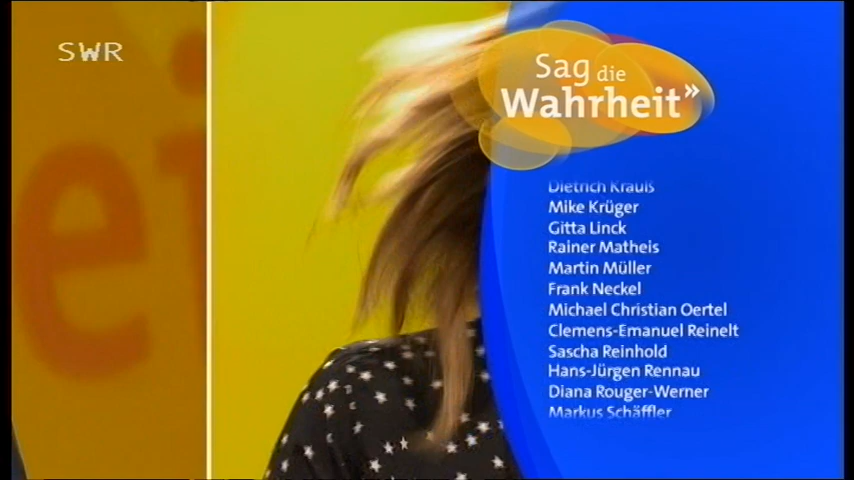 SWR
ei
Sag die
Wahrheit»
Dietrich Krauß
Mike Krüger
Gitta Linck
Rainer Matheis
Martin Müller
Frank Neckel
Michael Christian Oertel
Clemens-Emanuel Reinelt
Sascha Reinhold
Hans-Jürgen Rennau
Diana Rouger-Werner
Markus Schäffler